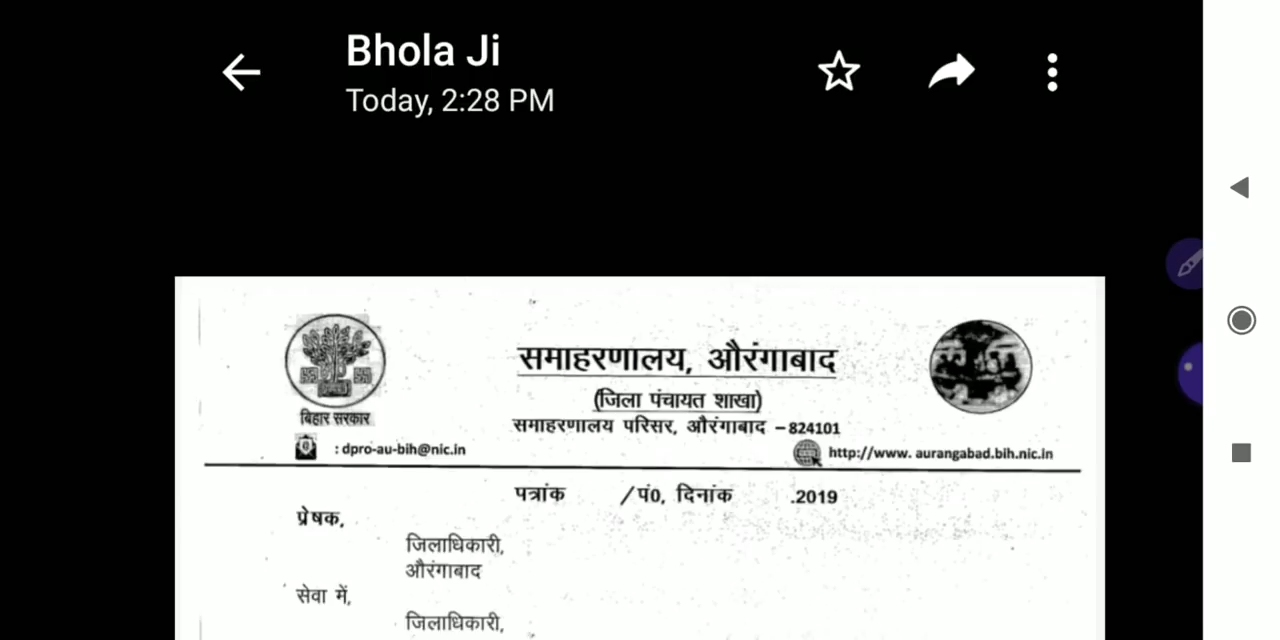 Bhola Ji
Today, 2:28 PM
समाहरणालय, औरंगाबाद
(जिला पंचायत शाखा)
बिहार सरकार
समाहरणालय परिसर, औरंगाबाद –824101
: dpro-au-bih@nic.in
http://www. aurangabad.bih.nic.in
पत्रांक /पं0, दिनांक .2019
प्रेषक,
जिलाधिकारी,
औरंगाबाद
सेवा में,
जिलाधिकारी,